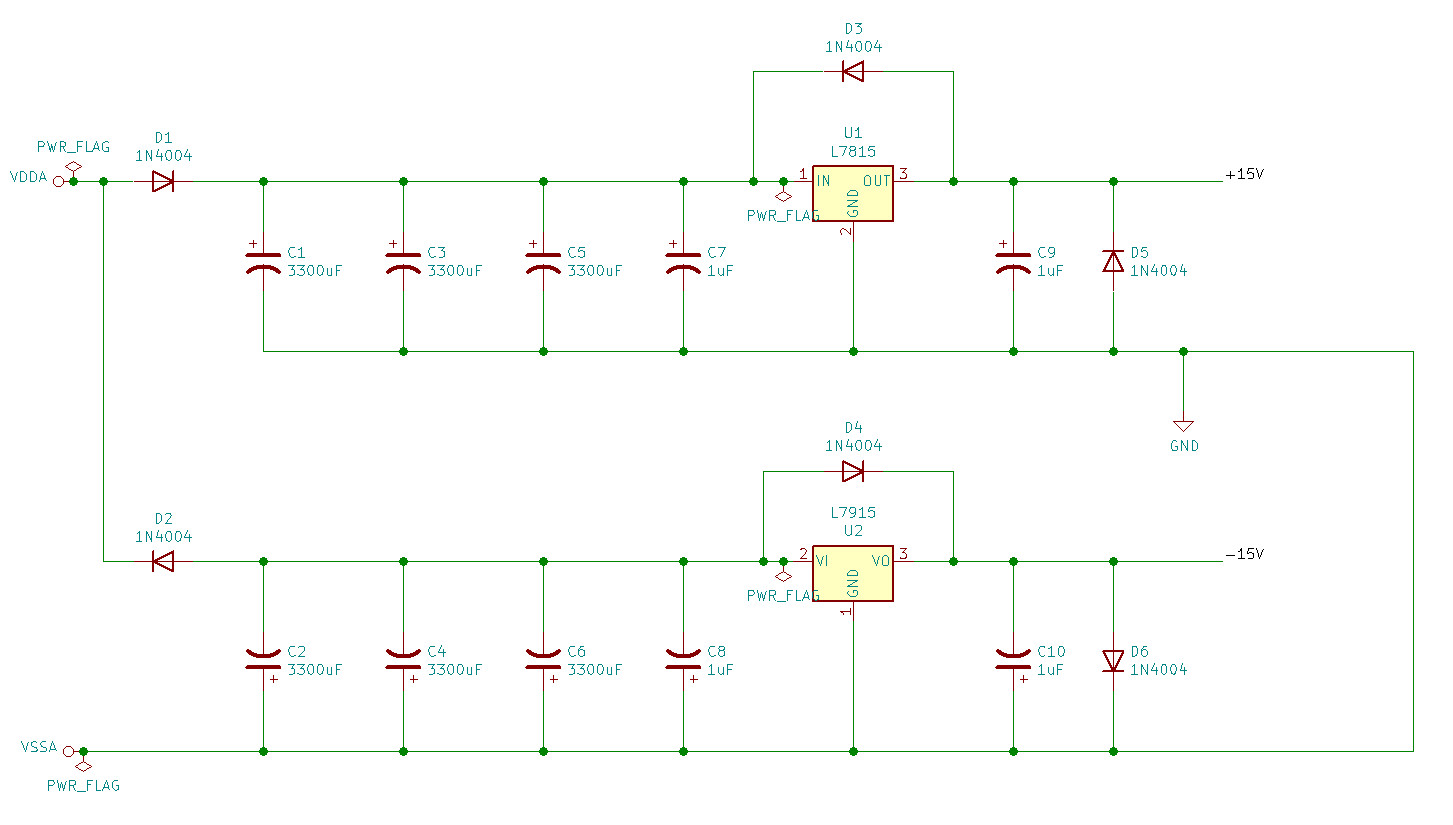 D3
1N4004
U1
L7815
D1
1N4004
PWR_FLAG
VDDA
1
IN
OUT
3
+15V
GND
2
PWR_FLAG
+
C1
3300uF
+
C3
3300uF
+
C5
3300uF
+
C7
1uF
+
C9
1uF
D5
1N4004
GND
D4
1N4004
L7915
U2
D2
1N4004
2
VI
VO
3
-15V
GND
1
PWR_FLAG
C2
3300uF
+
C4
3300uF
+
C6
3300uF
+
C8
1uF
+
C10
1uF
+
D6
1N4004
VSSA
PWR_FLAG